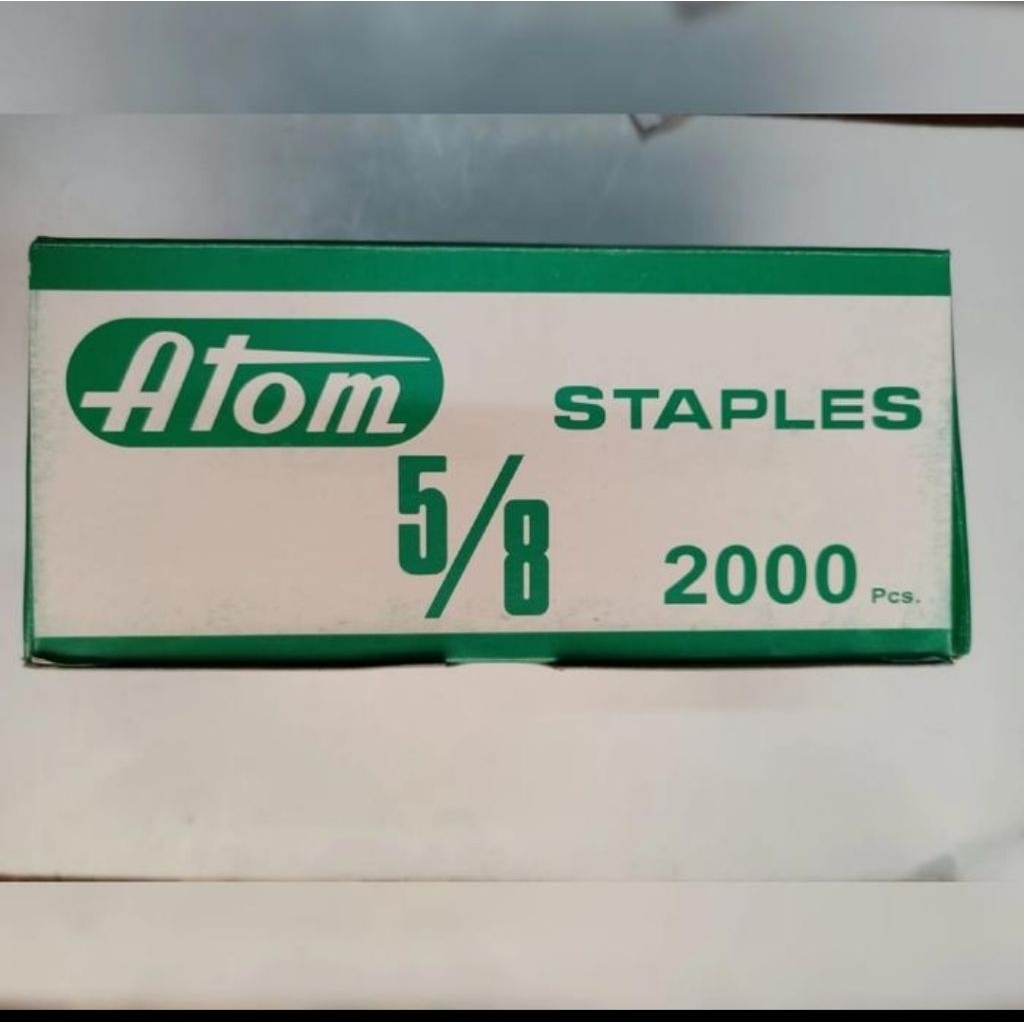 Atom
STAPLES
5/8
2000 Pcs.